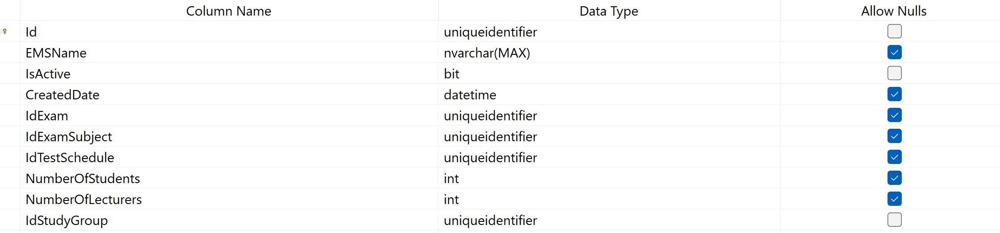 Column Name Data Type Allow Nulls
Id uniqueidentifier
EMSName nvarchar(MAX)
IsActive bit
CreatedDate datetime
IdExam uniqueidentifier
IdExamSubject uniqueidentifier
IdTestSchedule uniqueidentifier
NumberOfStudents int
NumberOfLecturers int
IdStudyGroup uniqueidentifier